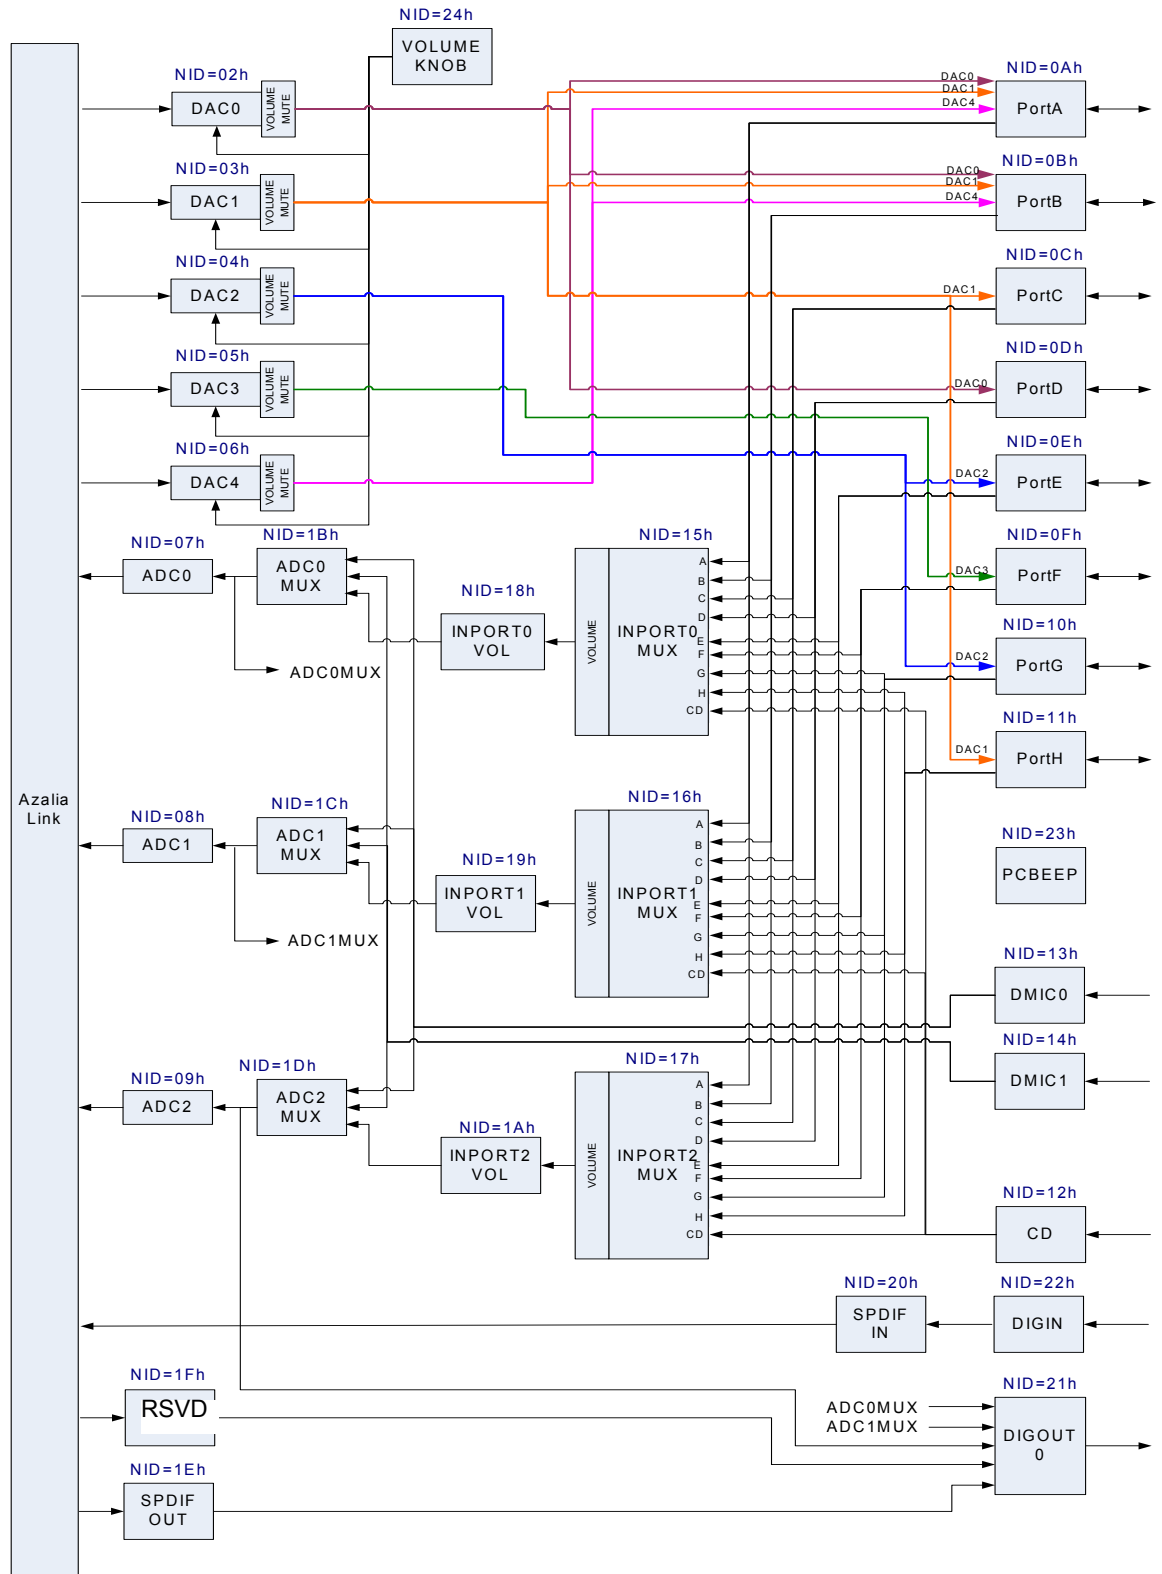 NID=24h
VOLUME
KNOB
NID=02h
DAC0
VOLUME
MUTE
NID=03h
DAC1
VOLUME
MUTE
NID=04h
DAC2
VOLUME
MUTE
NID=05h
DAC3
VOLUME
MUTE
NID=06h
DAC4
VOLUME
MUTE
NID=0Ah
DAC0
DAC1
DAC4
PortA
NID=0Bh
DAC0
DAC1
DAC4
PortB
NID=0Ch
DAC1
PortC
NID=0Dh
DAC0
PortD
NID=0Eh
DAC2
PortE
NID=0Fh
DAC3
PortF
NID=10h
DAC2
PortG
NID=11h
DAC1
PortH
NID=07h
ADC0
NID=1Bh
ADC0
MUX
ADC0MUX
NID=18h
INPORT0
VOL
NID=15h
VOLUME
INPORT0
MUX
A
B
C
D
E
F
G
H
CD
Azalia
Link
NID=08h
ADC1
NID=1Ch
ADC1
MUX
ADC1MUX
NID=19h
INPORT1
VOL
NID=16h
VOLUME
INPORT1
MUX
A
B
C
D
E
F
G
H
CD
NID=23h
PCBEEP
NID=13h
DMIC0
NID=14h
DMIC1
NID=09h
ADC2
NID=1Dh
ADC2
MUX
NID=1Ah
INPORT2
VOL
NID=17h
VOLUME
INPORT2
MUX
A
B
C
D
E
F
G
H
CD
NID=12h
CD
NID=20h
SPDIF
IN
NID=22h
DIGIN
NID=1Fh
RSVD
NID=21h
ADC0MUX
ADC1MUX
DIGOUT
0
NID=1Eh
SPDIF
OUT